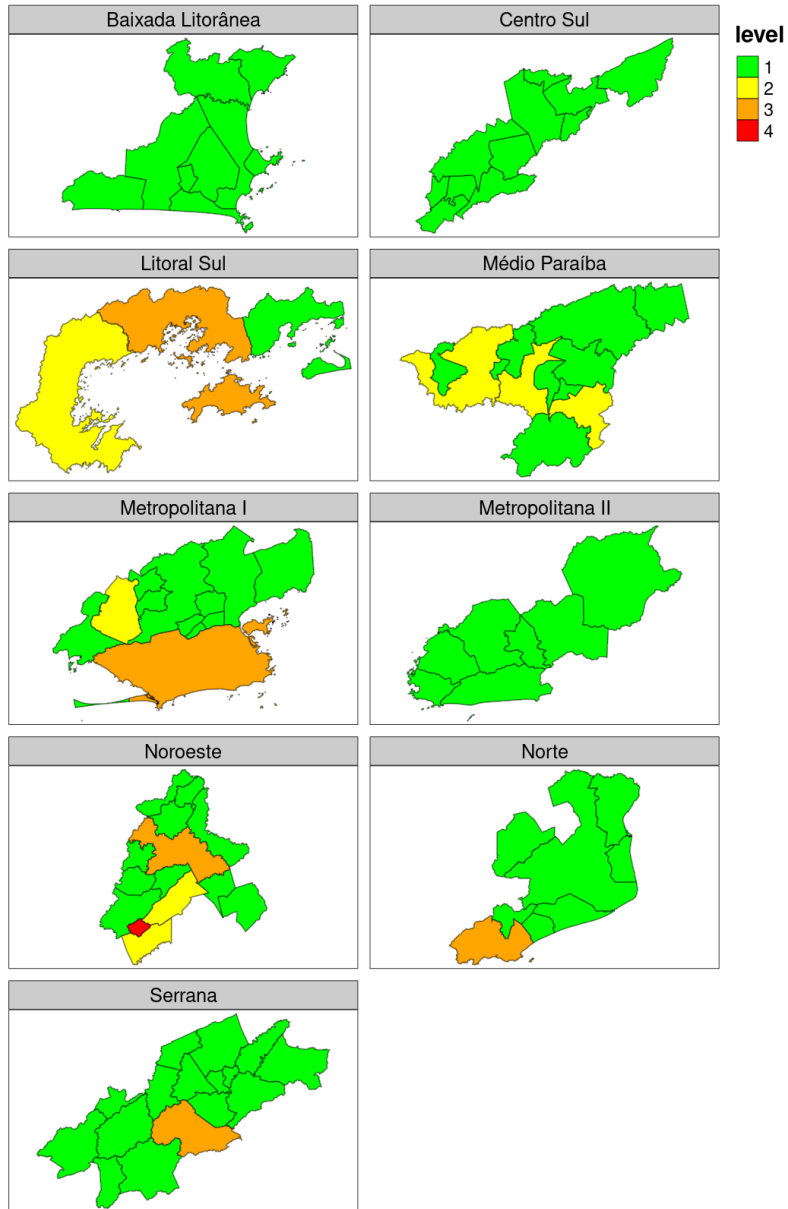 Baixada Litorânea
Centro Sul
level
1
2
3
4
Litoral Sul
Médio Paraíba
Metropolitana I
Metropolitana II
Noroeste
Norte
Serrana